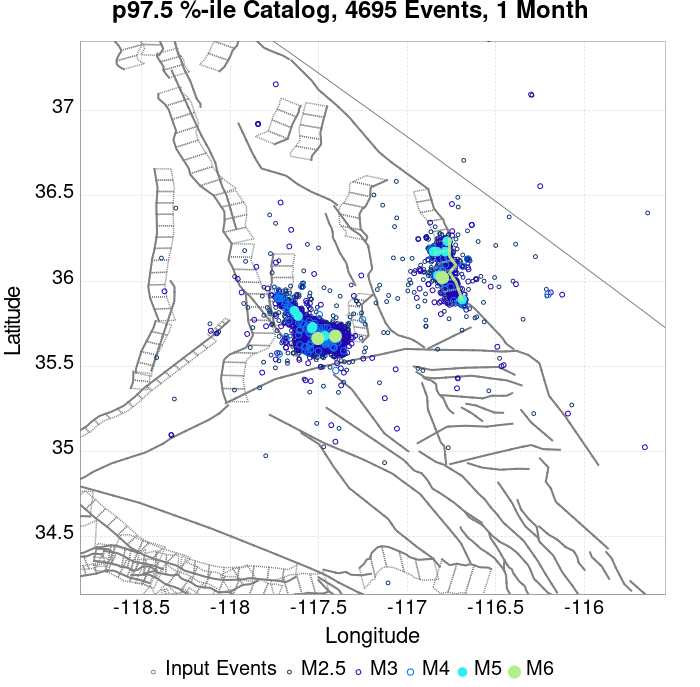 p97.5 %-ile Catalog, 4695 Events, 1 Month
37
36.5
36
35.5
35
34.5
Latitude
-118.5 -118 -117.5 -117 -116.5 -116
Longitude
Input Events M2.5 M3 M4 M5 M6